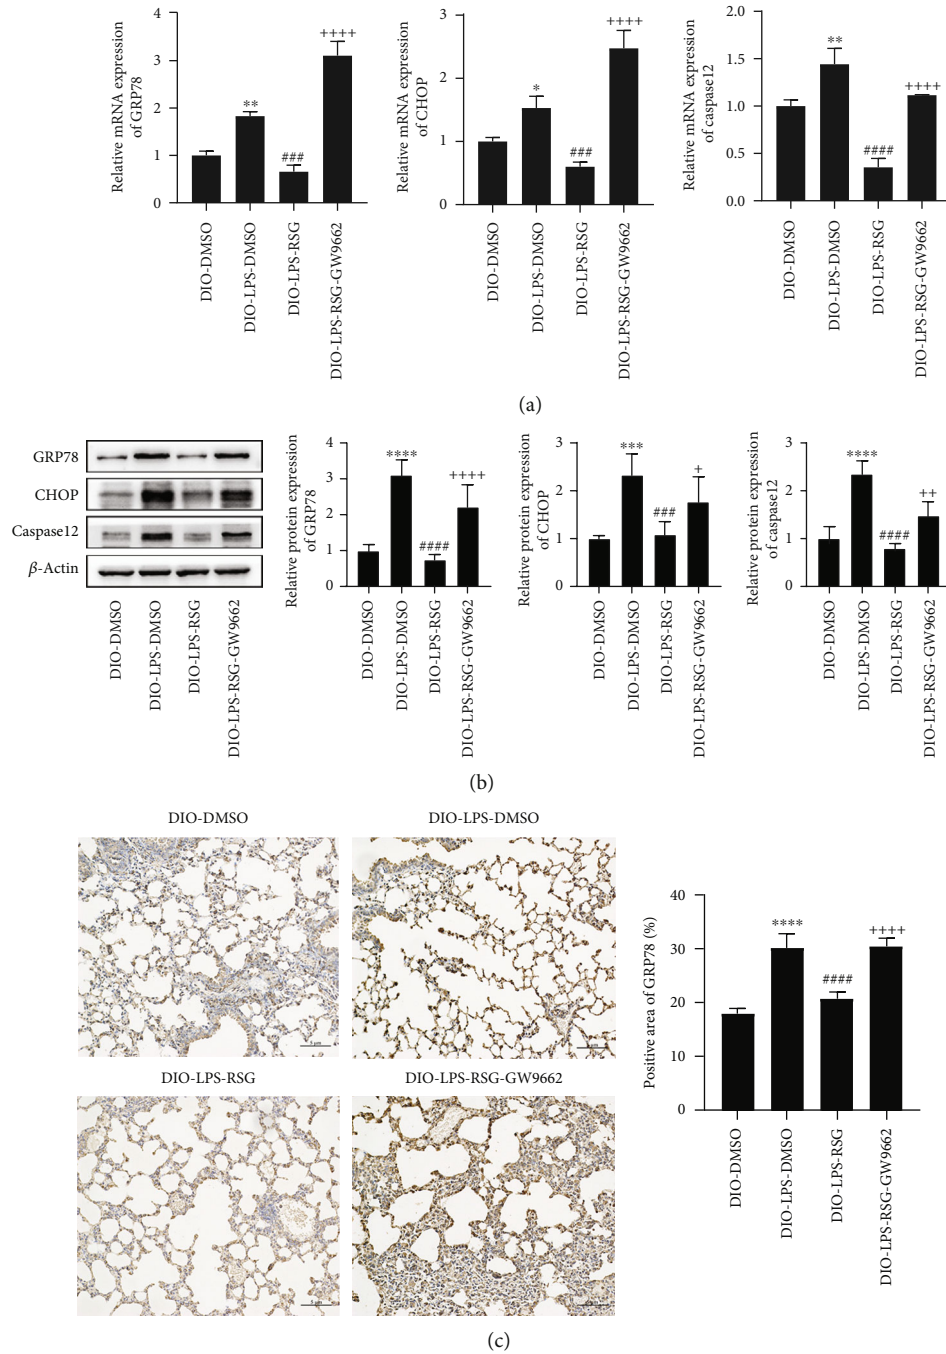 Relative mRNA expression
of GRP78
4
3
2
1
0
**
###
++++
DIO-DMSO
DIO-LPS-DMSO
DIO-LPS-RSG
DIO-LPS-RSG-GW9662
Relative mRNA expression
of CHOP
3
2
1
0
*
###
++++
DIO-DMSO
DIO-LPS-DMSO
DIO-LPS-RSG
DIO-LPS-RSG-GW9662
Relative mRNA expression
of caspase12
2.0
1.5
1.0
0.5
0.0
**
####
++++
DIO-DMSO
DIO-LPS-DMSO
DIO-LPS-RSG
DIO-LPS-RSG-GW9662
(a)
GRP78
CHOP
Caspase12
β-Actin
DIO-DMSO
DIO-LPS-DMSO
DIO-LPS-RSG
DIO-LPS-RSG-GW9662
Relative protein expression
of GRP78
4
3
2
1
0
****
####
++++
DIO-DMSO
DIO-LPS-DMSO
DIO-LPS-RSG
DIO-LPS-RSG-GW9662
Relative protein expression
of CHOP
3
2
1
0
***
###
+
DIO-DMSO
DIO-LPS-DMSO
DIO-LPS-RSG
DIO-LPS-RSG-GW9662
Relative protein expression
of caspase12
3
2
1
0
****
####
++
DIO-DMSO
DIO-LPS-DMSO
DIO-LPS-RSG
DIO-LPS-RSG-GW9662
(b)
DIO-DMSO
DIO-LPS-DMSO
5 μm
DIO-LPS-RSG
DIO-LPS-RSG-GW9662
5 μm
Positive area of GRP78 (%)
40
30
20
10
0
****
####
++++
DIO-DMSO
DIO-LPS-DMSO
DIO-LPS-RSG
DIO-LPS-RSG-GW9662
(c)